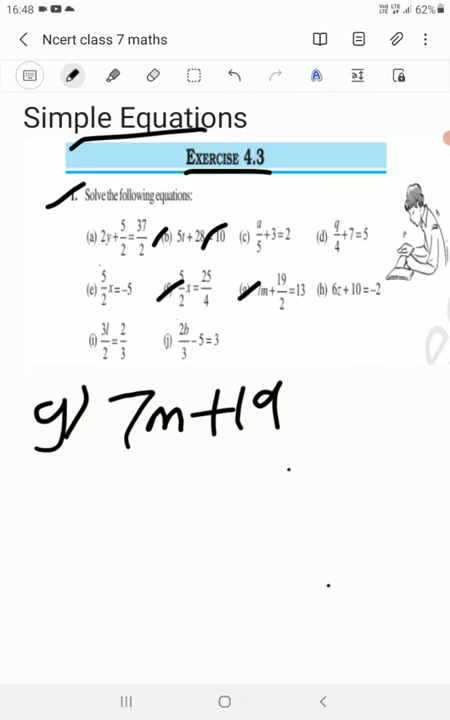 16:48
62%
Ncert class 7 maths
Simple Equations
EXERCISE 4.3
1. Solve the following equations:
(a) 2y + 5/2 = 37/2 (b) 5t + 28 = 10 (c) a/5 + 3 = 2 (d) q/4 + 7 = 5
(e) 5/2 x = -5 (f) 5/2 x = 25/4 (g) 7m + 19/2 = 13 (h) 6z + 10 = -2
(i) 3l/2 = 2/3 (j) 2b/3 - 5 = 3
g) 7m+19